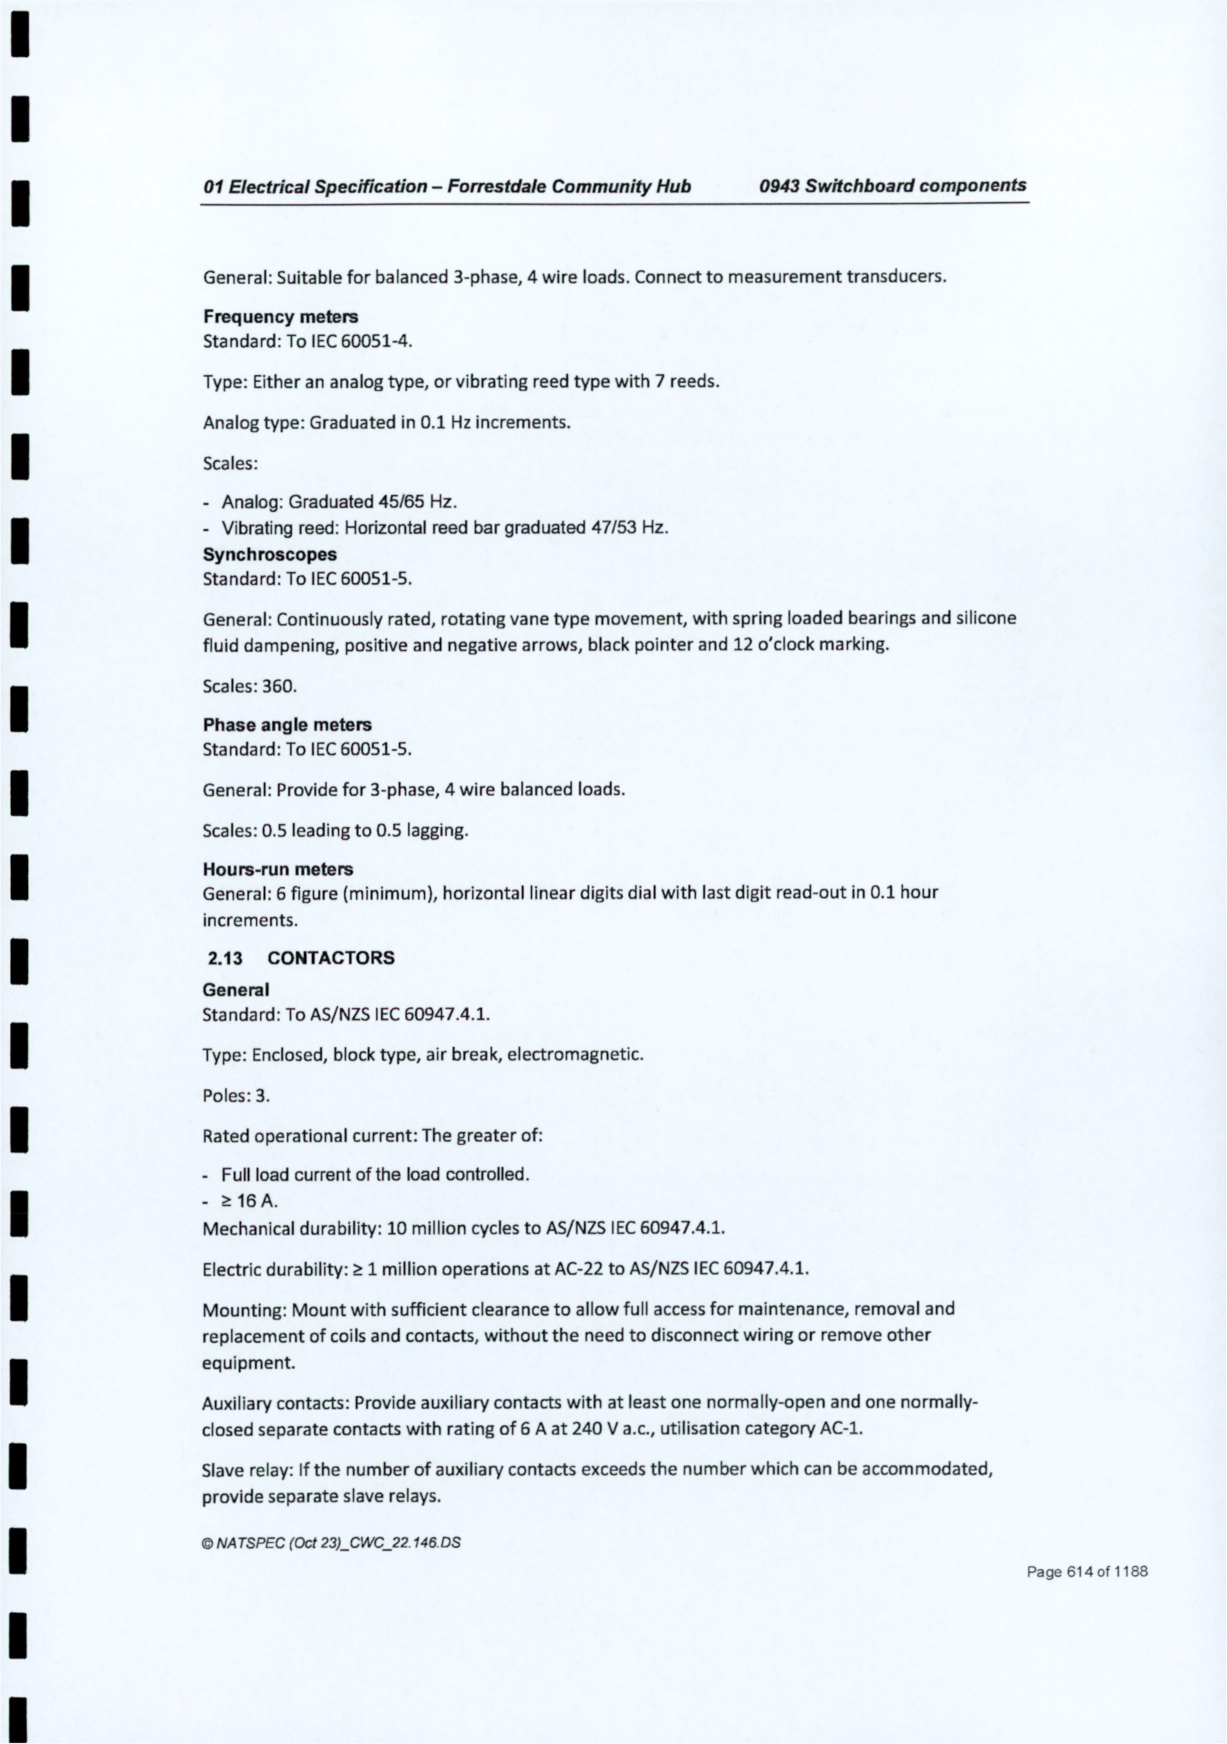 01 Electrical Specification – Forrestdale Community Hub 0943 Switchboard components
General: Suitable for balanced 3-phase, 4 wire loads. Connect to measurement transducers.
Frequency meters
Standard: To IEC 60051-4.
Type: Either an analog type, or vibrating reed type with 7 reeds.
Analog type: Graduated in 0.1 Hz increments.
Scales:
- Analog: Graduated 45/65 Hz.
- Vibrating reed: Horizontal reed bar graduated 47/53 Hz.
Synchroscopes
Standard: To IEC 60051-5.
General: Continuously rated, rotating vane type movement, with spring loaded bearings and silicone
fluid dampening, positive and negative arrows, black pointer and 12 o'clock marking.
Scales: 360.
Phase angle meters
Standard: To IEC 60051-5.
General: Provide for 3-phase, 4 wire balanced loads.
Scales: 0.5 leading to 0.5 lagging.
Hours-run meters
General: 6 figure (minimum), horizontal linear digits dial with last digit read-out in 0.1 hour
increments.
2.13 CONTACTORS
General
Standard: To AS/NZS IEC 60947.4.1.
Type: Enclosed, block type, air break, electromagnetic.
Poles: 3.
Rated operational current: The greater of:
- Full load current of the load controlled.
- ≥ 16 A.
Mechanical durability: 10 million cycles to AS/NZS IEC 60947.4.1.
Electric durability: ≥ 1 million operations at AC-22 to AS/NZS IEC 60947.4.1.
Mounting: Mount with sufficient clearance to allow full access for maintenance, removal and
replacement of coils and contacts, without the need to disconnect wiring or remove other
equipment.
Auxiliary contacts: Provide auxiliary contacts with at least one normally-open and one normally-
closed separate contacts with rating of 6 A at 240 V a.c., utilisation category AC-1.
Slave relay: If the number of auxiliary contacts exceeds the number which can be accommodated,
provide separate slave relays.
© NATSPEC (Oct 23)_CWC_22.146.DS
Page 614 of 1188